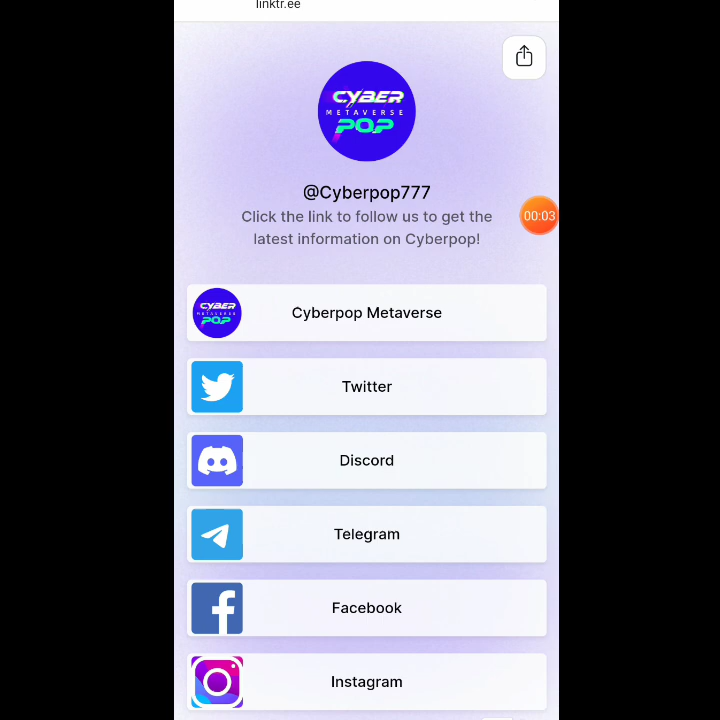 linktr.ee
CYBER
METAVERSE
POP
@Cyberpop777
Click the link to follow us to get the
latest information on Cyberpop!
00:03
CYBER
METAVERSE
POP
Cyberpop Metaverse
Twitter
Discord
Telegram
Facebook
Instagram